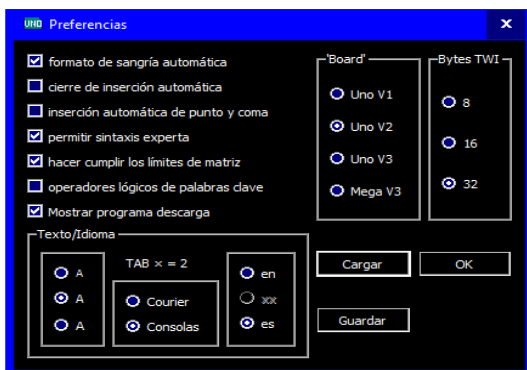 UNO Preferencias x
formato de sangría automática
cierre de inserción automática
inserción automática de punto y coma
permitir sintaxis experta
hacer cumplir los límites de matriz
operadores lógicos de palabras clave
Mostrar programa descarga
'Board'
Uno V1
Uno V2
Uno V3
Mega V3
Bytes TWI
8
16
32
Texto/Idioma
A
A
A
TAB × = 2
Courier
Consolas
en
xx
es
Cargar
OK
Guardar